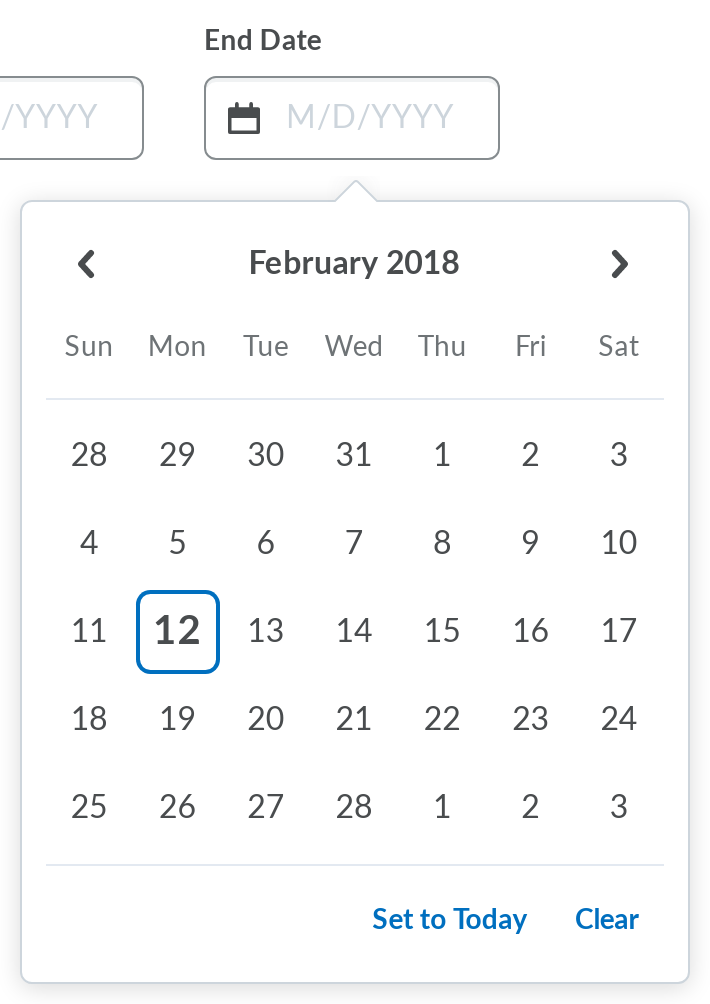 End Date
/YYYY M/D/YYYY
February 2018
Sun Mon Tue Wed Thu Fri Sat
28 29 30 31 1 2 3
4 5 6 7 8 9 10
11 12 13 14 15 16 17
18 19 20 21 22 23 24
25 26 27 28 1 2 3
Set to Today Clear